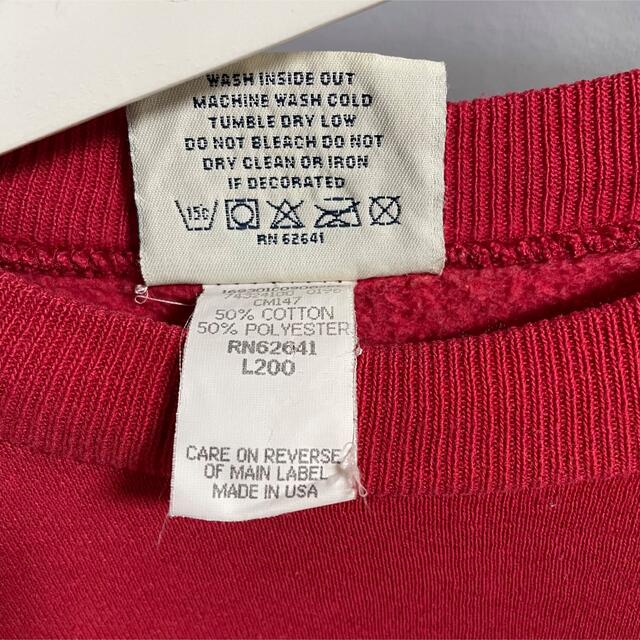 WASH INSIDE OUT
MACHINE WASH COLD
TUMBLE DRY LOW
DO NOT BLEACH DO NOT
DRY CLEAN OR IRON
IF DECORATED
RN 62641
CM147
50% COTTON
50% POLYESTER
RN62641
L200
CARE ON REVERSE
OF MAIN LABEL
MADE IN USA